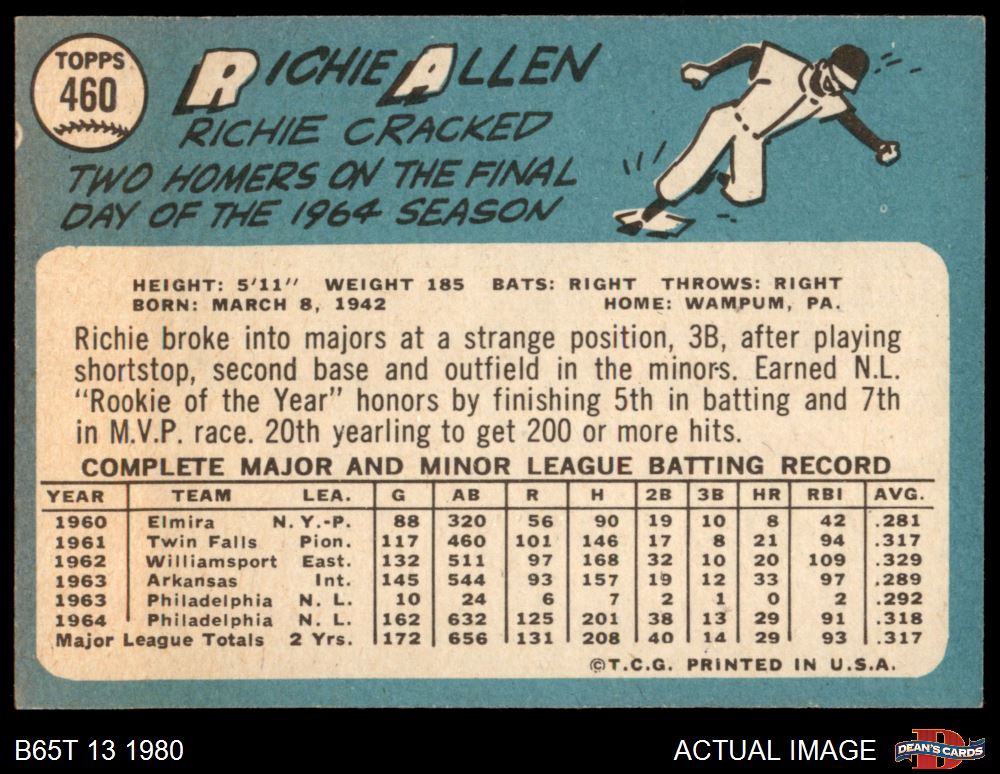 TOPPS
460
RICHIE ALLEN
RICHIE CRACKED
TWO HOMERS ON THE FINAL
DAY OF THE 1964 SEASON
HEIGHT: 5'11" WEIGHT 185 BATS: RIGHT THROWS: RIGHT
BORN: MARCH 8, 1942 HOME: WAMPUM, PA.
Richie broke into majors at a strange position, 3B, after playing
shortstop, second base and outfield in the minors. Earned N.L.
"Rookie of the Year" honors by finishing 5th in batting and 7th
in M.V.P. race. 20th yearling to get 200 or more hits.
COMPLETE MAJOR AND MINOR LEAGUE BATTING RECORD
YEAR TEAM LEA. G AB R H 2B 3B HR RBI AVG.
1960 Elmira N.Y.-P. 88 320 56 90 19 10 8 42 .281
1961 Twin Falls Pion. 117 460 101 146 17 8 21 94 .317
1962 Williamsport East. 132 511 97 168 32 10 20 109 .329
1963 Arkansas Int. 145 544 93 157 19 12 33 97 .289
1963 Philadelphia N. L. 10 24 6 7 2 1 0 2 .292
1964 Philadelphia N. L. 162 632 125 201 38 13 29 91 .318
Major League Totals 2 Yrs. 172 656 131 208 40 14 29 93 .317
©T.C.G. PRINTED IN U.S.A.
B65T 13 1980 ACTUAL IMAGE
DEAN'S CARDS